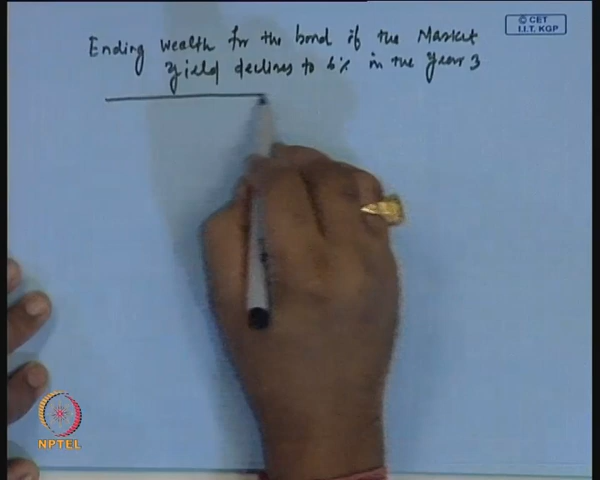 Ending wealth for the bond if the Market
yield declines to 6% in the Year 3
© CET
I.I.T. KGP
NPTEL